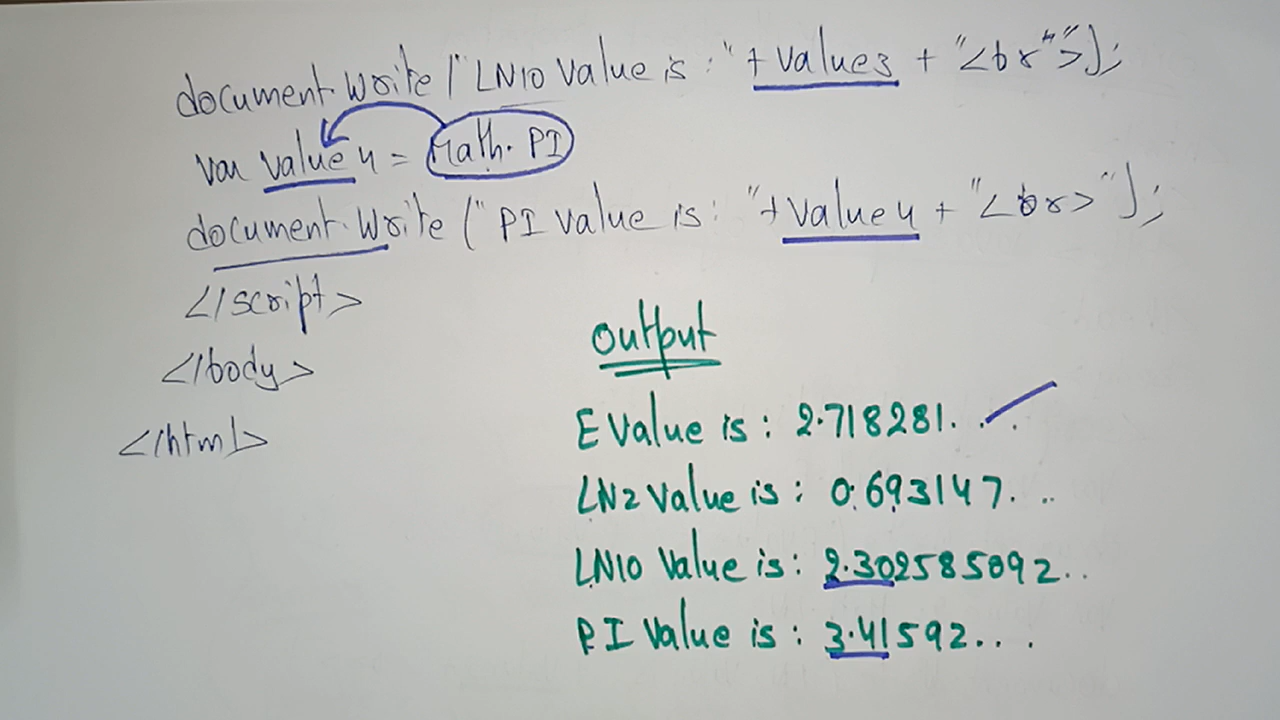 document.write ("LN10 value is : "+ value3 + "<br"">);
var value4 = Math.PI
document.write ("PI value is: "+value4 + "<br>");
</script>
</body>
</html>
output
E Value is : 2.718281. . .
LN2 value is : 0.693147. ..
LN10 value is : 2.302585092..
P.I value is : 3.41592...